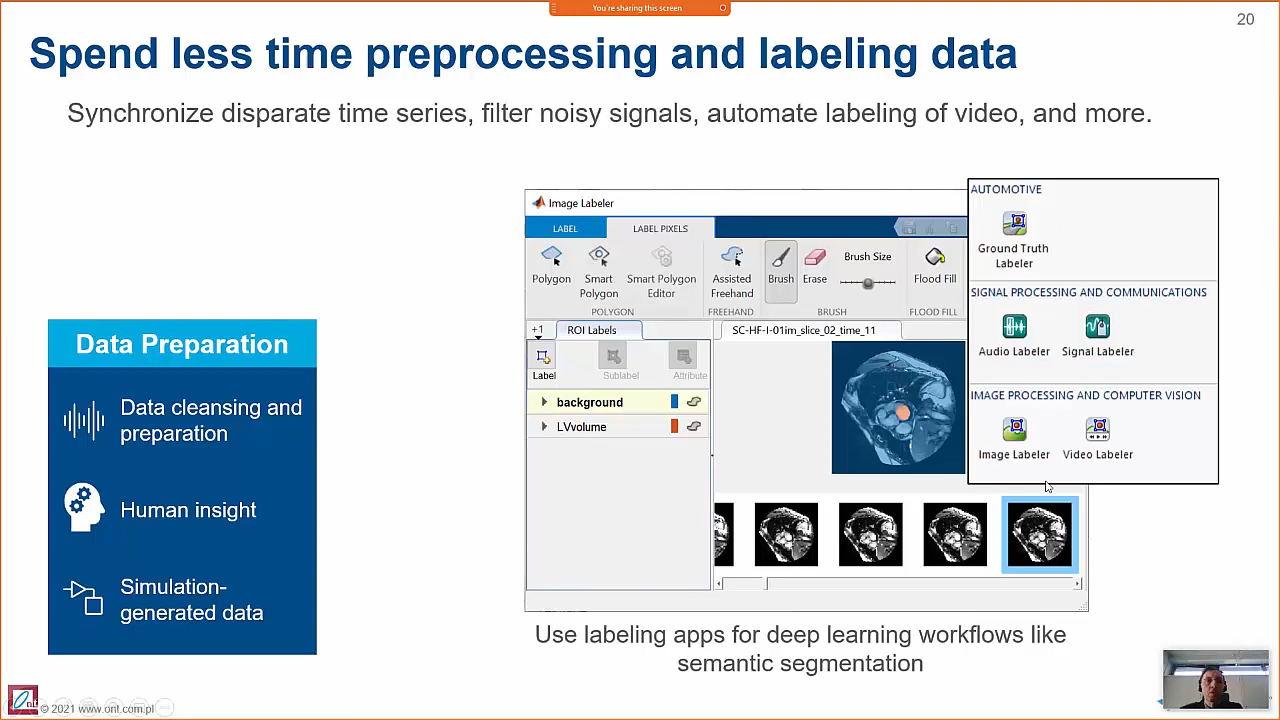 You're sharing this screen
20
Spend less time preprocessing and labeling data
Synchronize disparate time series, filter noisy signals, automate labeling of video, and more.
Data Preparation
Data cleansing and
preparation
Human insight
Simulation-
generated data
Image Labeler
LABEL
LABEL PIXELS
Polygon
Smart
Polygon
Smart Polygon
Editor
Assisted
Freehand
Brush
Erase
Brush Size
Flood Fill
POLYGON
FREEHAND
BRUSH
FLOOD FILL
+1
ROI Labels
SC-HF-I-01im_slice_02_time_11
Label
Sublabel
Attribute
background
LVvolume
AUTOMOTIVE
Ground Truth
Labeler
SIGNAL PROCESSING AND COMMUNICATIONS
Audio Labeler
Signal Labeler
IMAGE PROCESSING AND COMPUTER VISION
Image Labeler
Video Labeler
Use labeling apps for deep learning workflows like
semantic segmentation
Ont
© 2021 www.ont.com.pl